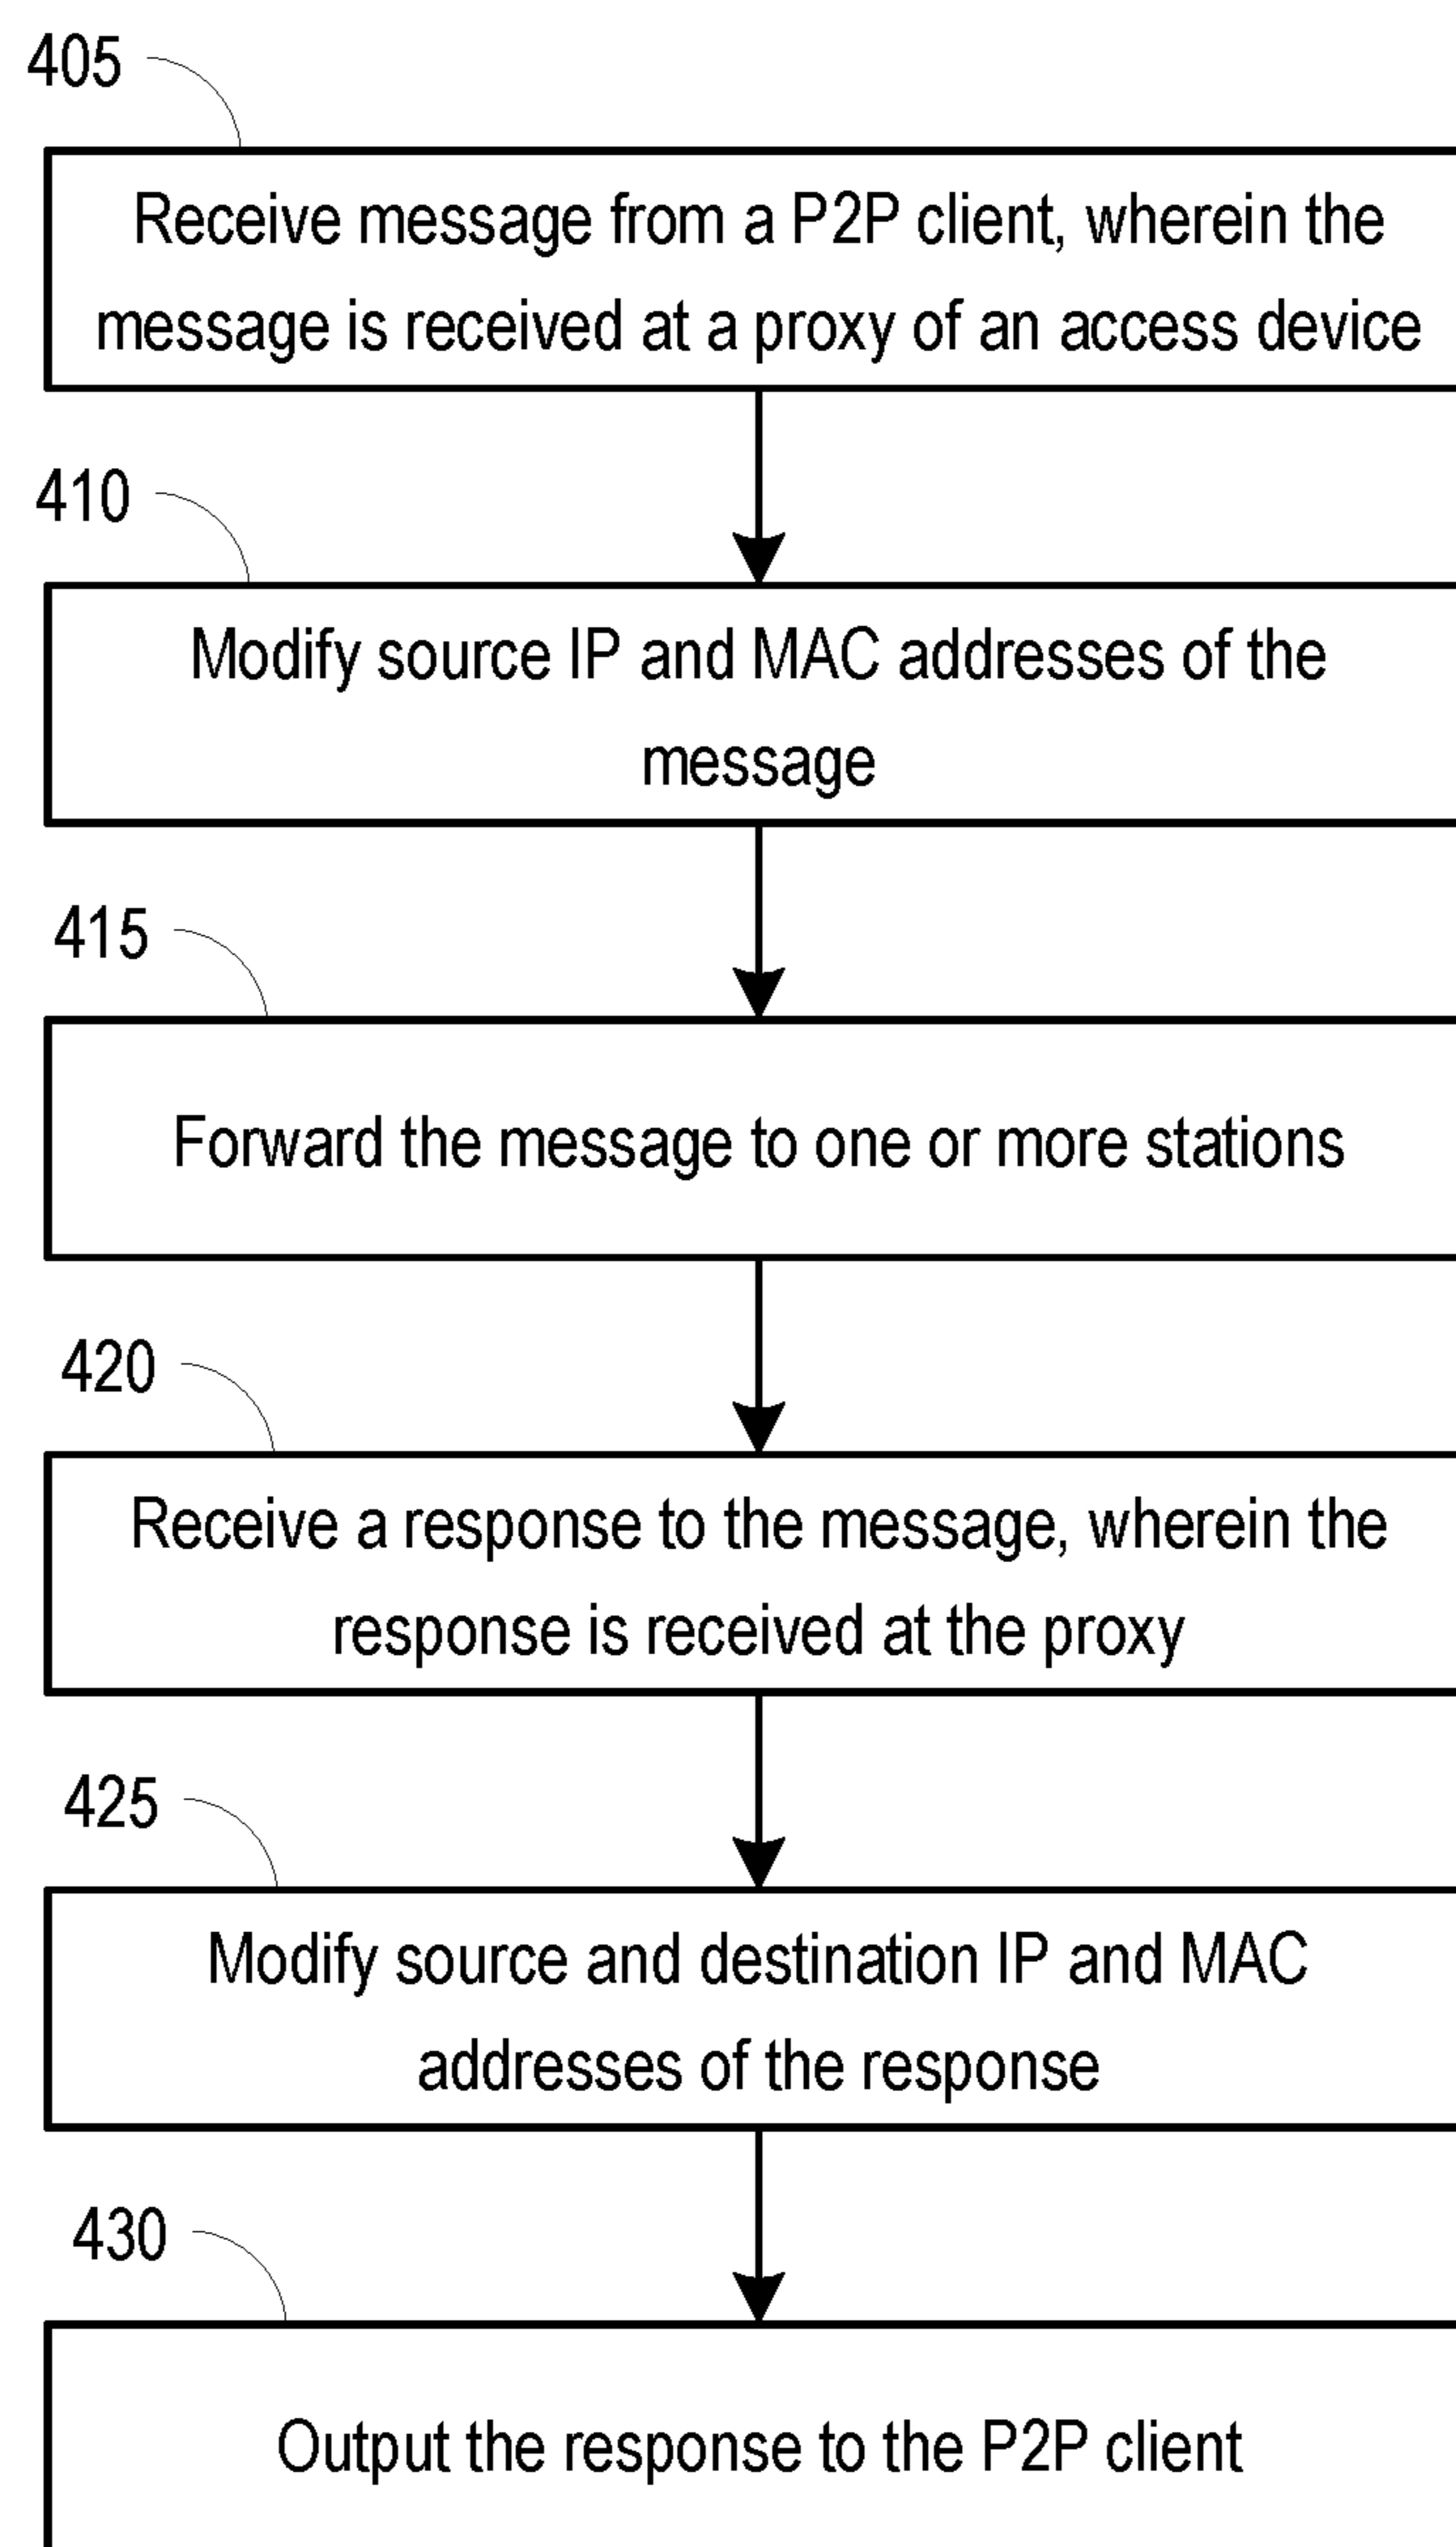 405
Receive message from a P2P client, wherein the
message is received at a proxy of an access device
410
Modify source IP and MAC addresses of the
message
415
Forward the message to one or more stations
420
Receive a response to the message, wherein the
response is received at the proxy
425
Modify source and destination IP and MAC
addresses of the response
430
Output the response to the P2P client